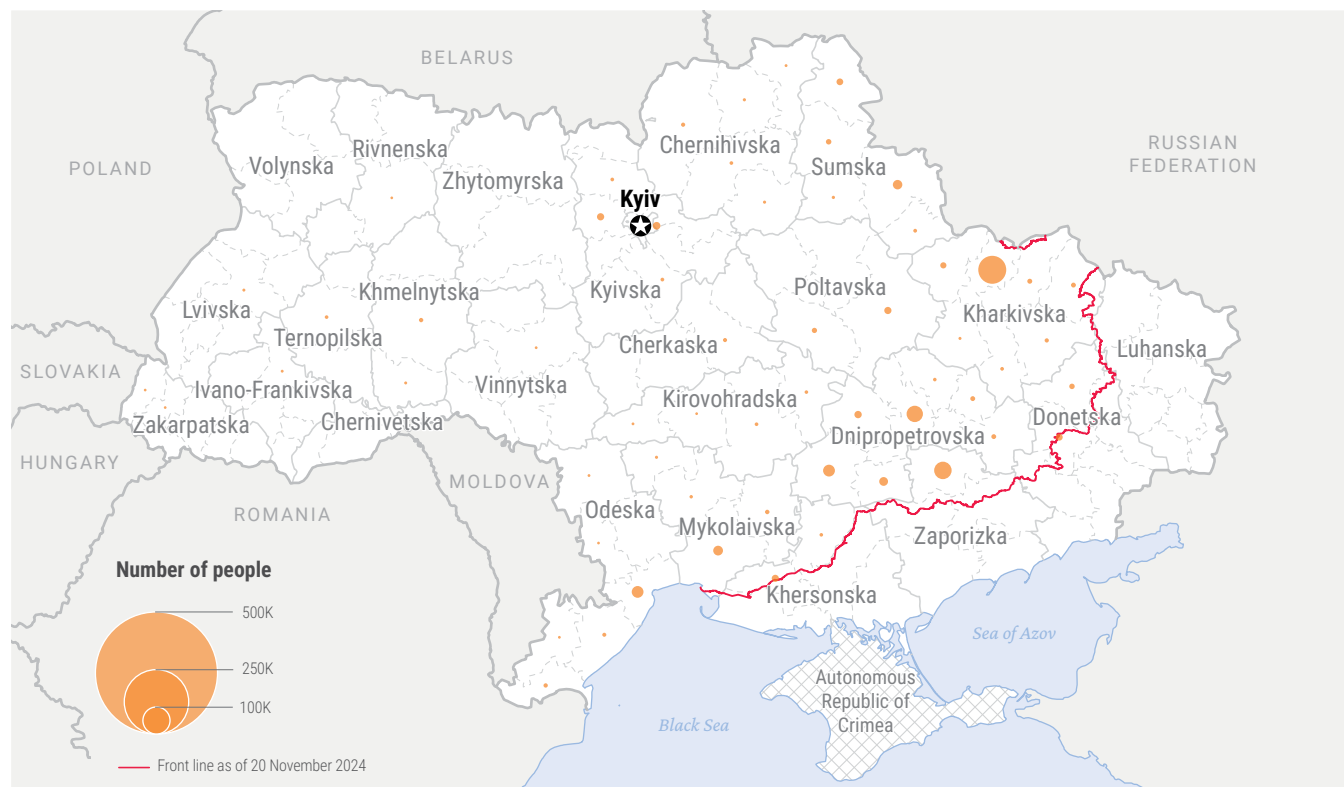 BELARUS
RUSSIAN
FEDERATION
POLAND
Chernihivska
Rivnenska
Volynska
Zhytomyrska
Sumska
Kyiv
Kyivska
Poltavska
Khmelnytska
Lvivska
Kharkivska
Ternopilska
Cherkaska
Luhanska
SLOVAKIA
Ivano-Frankivska
Vinnytska
Kirovohradska
Zakarpatska
Chernivetska
Dnipropetrovska
Donetska
HUNGARY
MOLDOVA
ROMANIA
Odeska
Mykolaivska
Zaporizka
Khersonska
Number of people
500K
250K
100K
Sea of Azov
Autonomous
Republic of
Crimea
Black Sea
Front line as of 20 November 2024